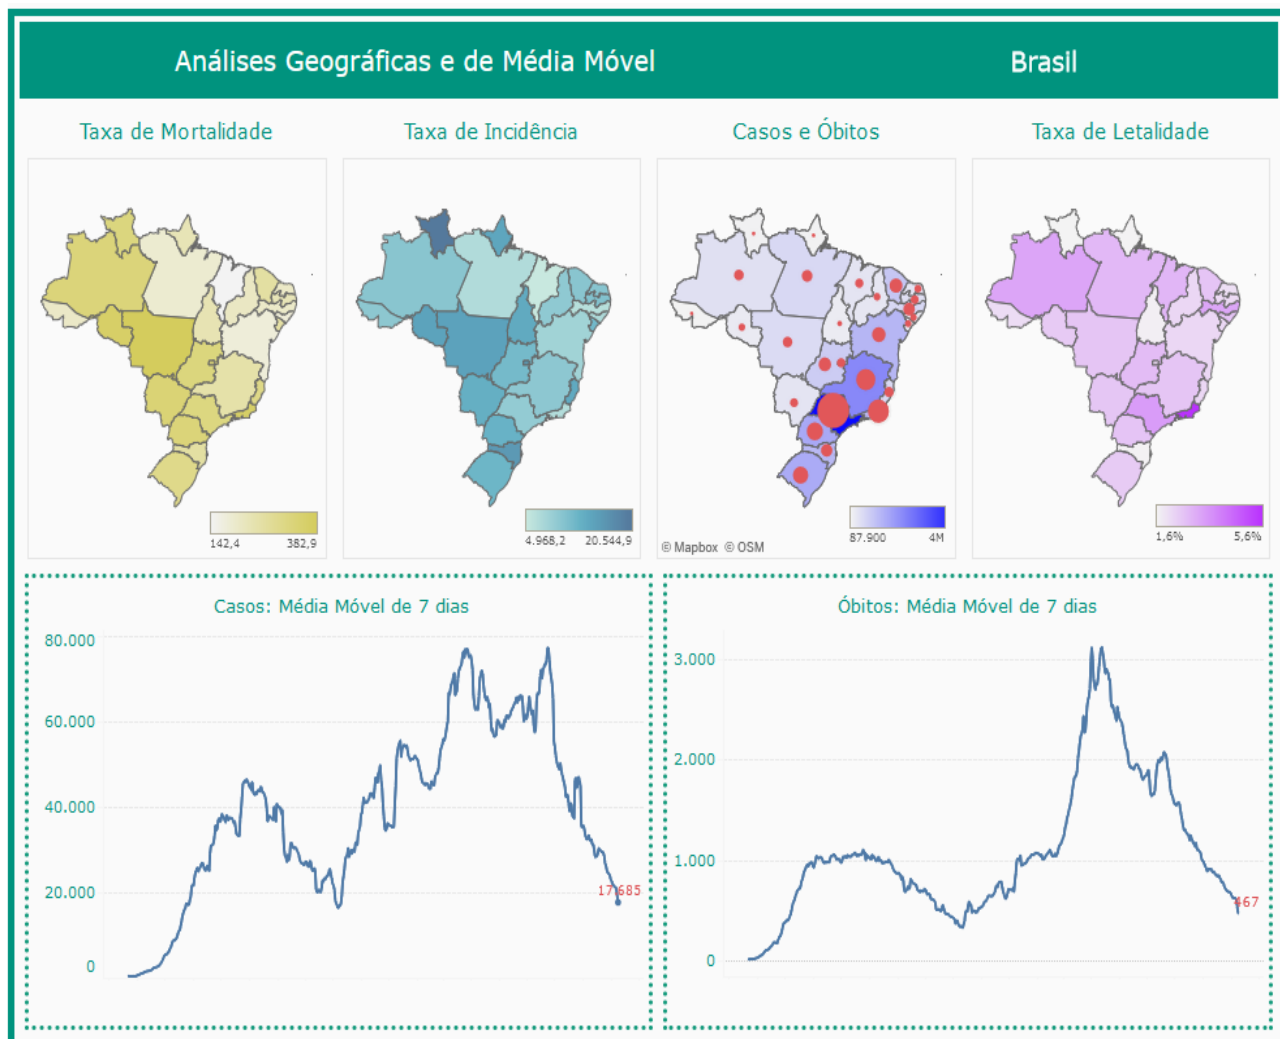 Análises Geográficas e de Média Móvel
Brasil
Taxa de Mortalidade
Taxa de Incidência
Casos e Óbitos
Taxa de Letalidade
142,4
382,9
4.968,2
20.544,9
© Mapbox © OSM
87.900
4M
1,6%
5,6%
Casos: Média Móvel de 7 dias
80.000
60.000
40.000
20.000
0
17.685
Óbitos: Média Móvel de 7 dias
3.000
2.000
1.000
0
467